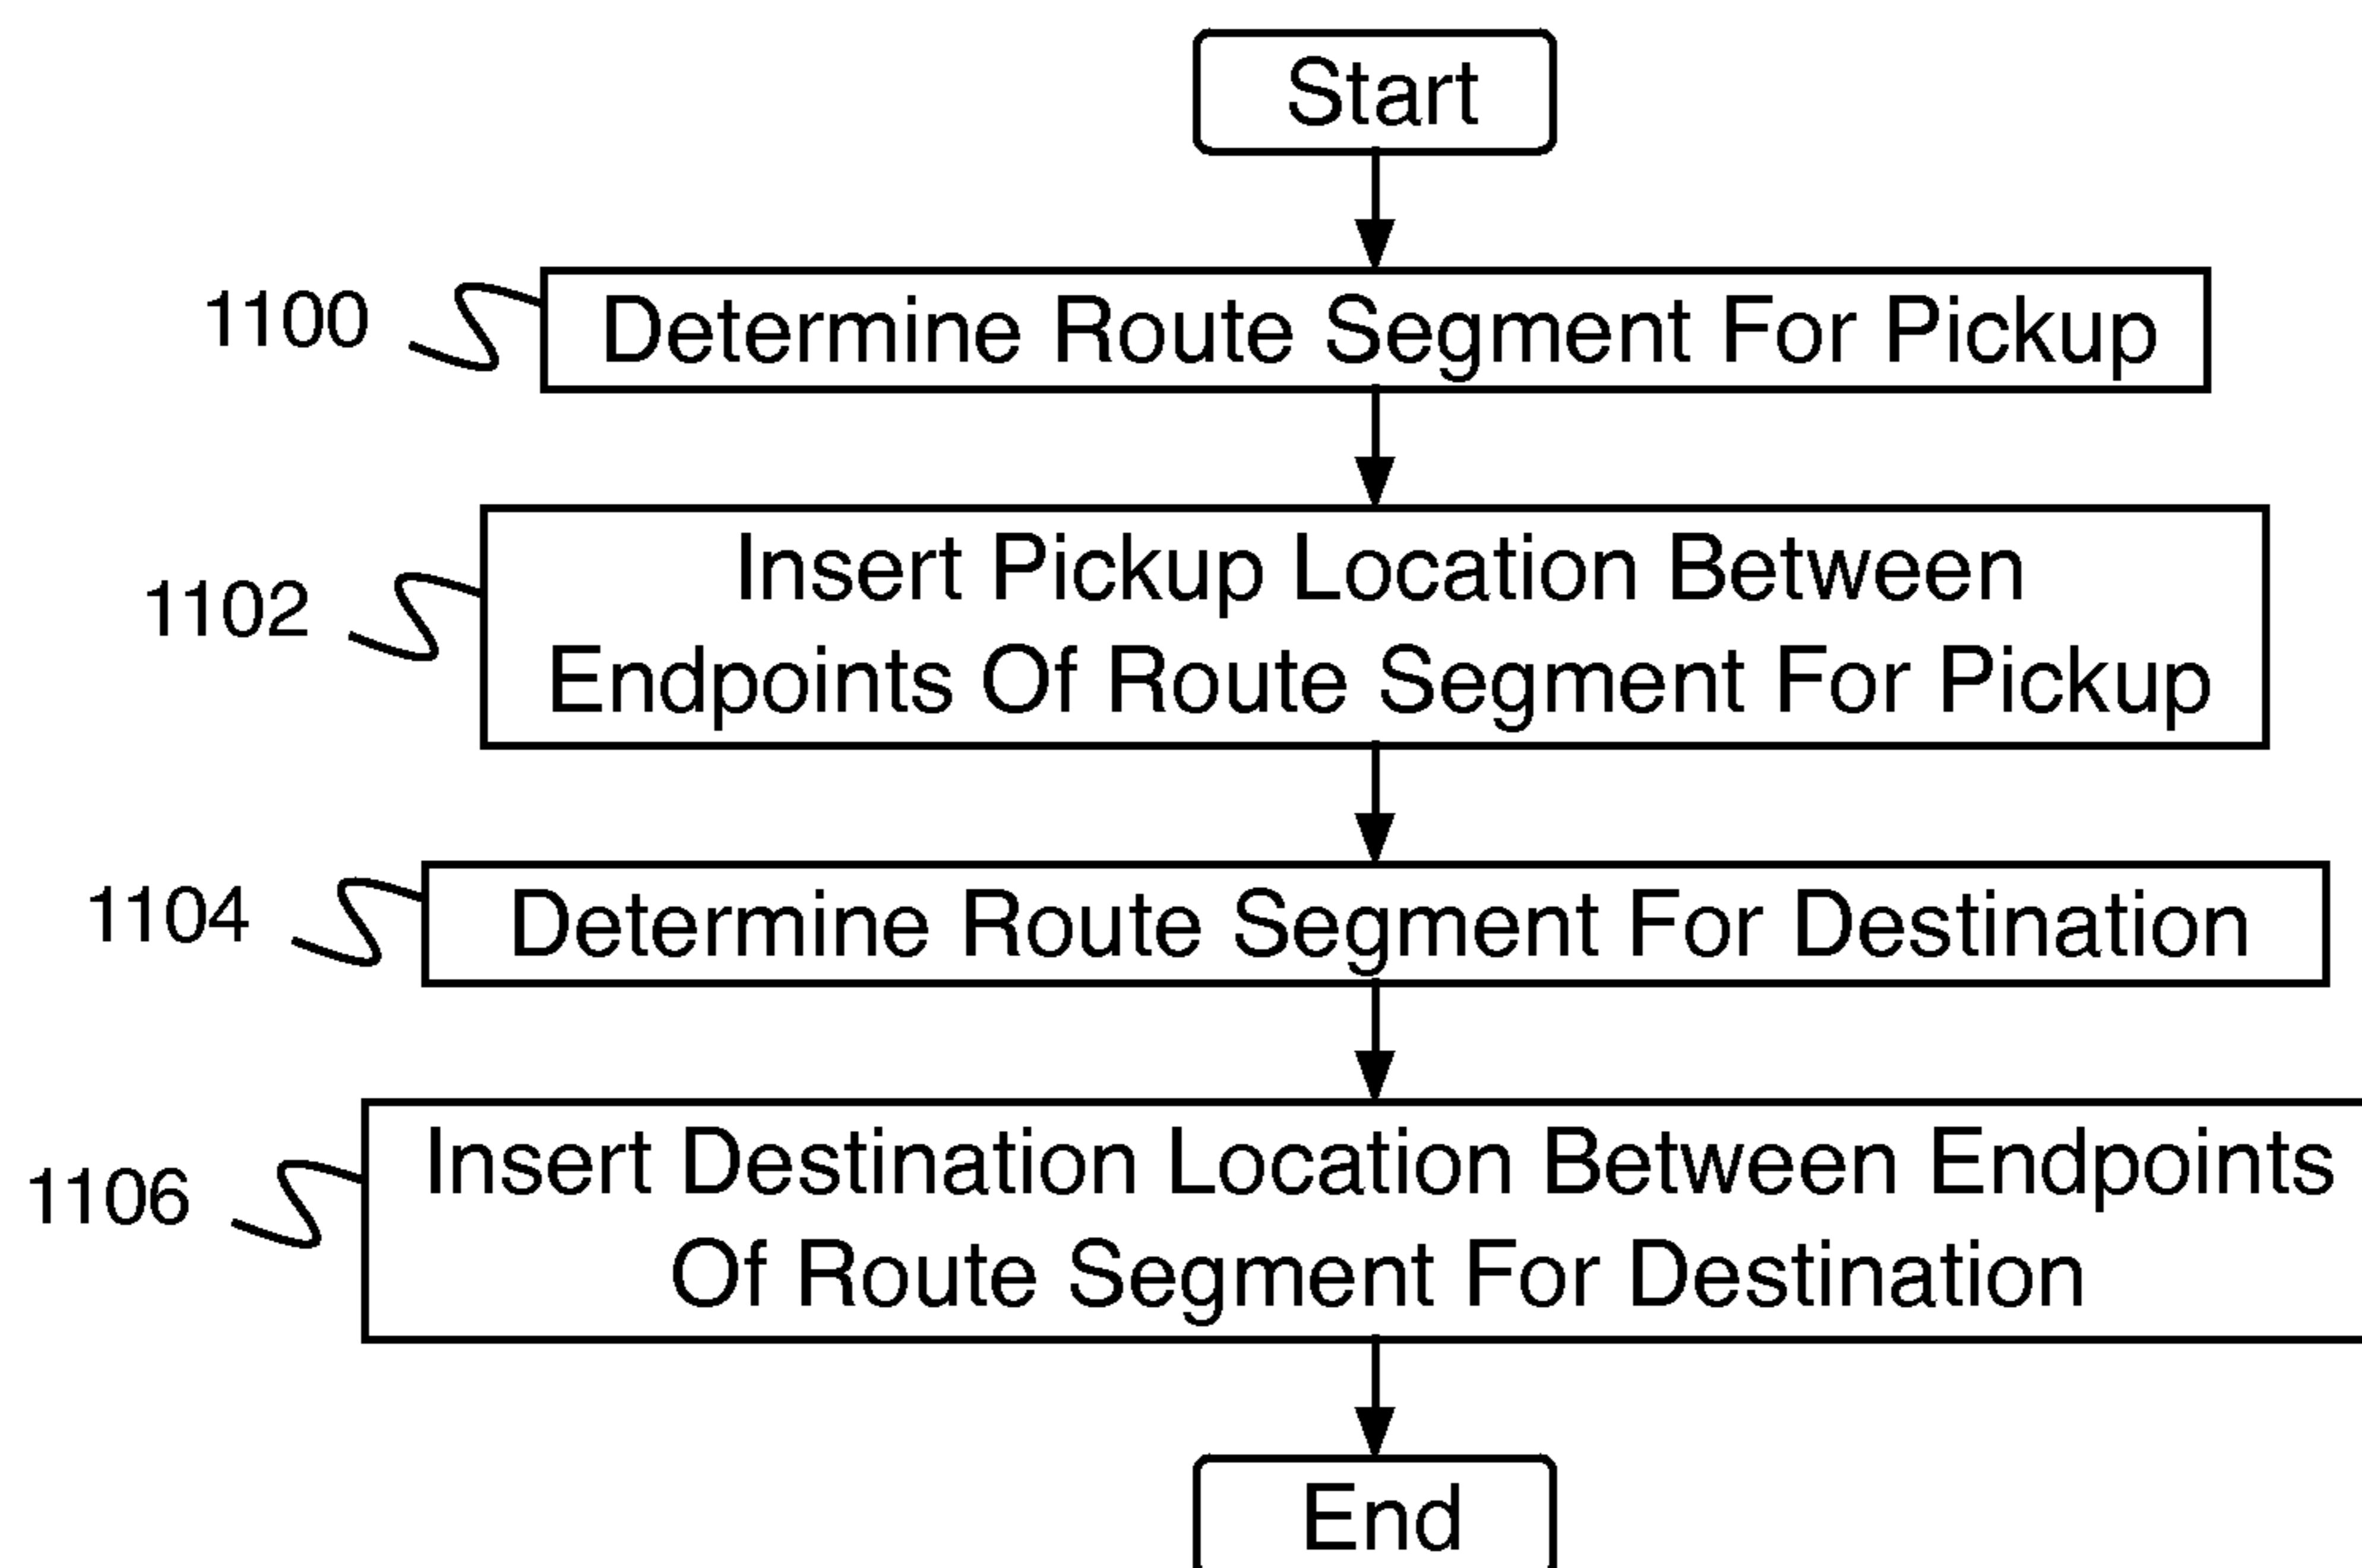 Start
1100
Determine Route Segment For Pickup
1102
Insert Pickup Location Between
Endpoints Of Route Segment For Pickup
1104
Determine Route Segment For Destination
1106
Insert Destination Location Between Endpoints
Of Route Segment For Destination
End